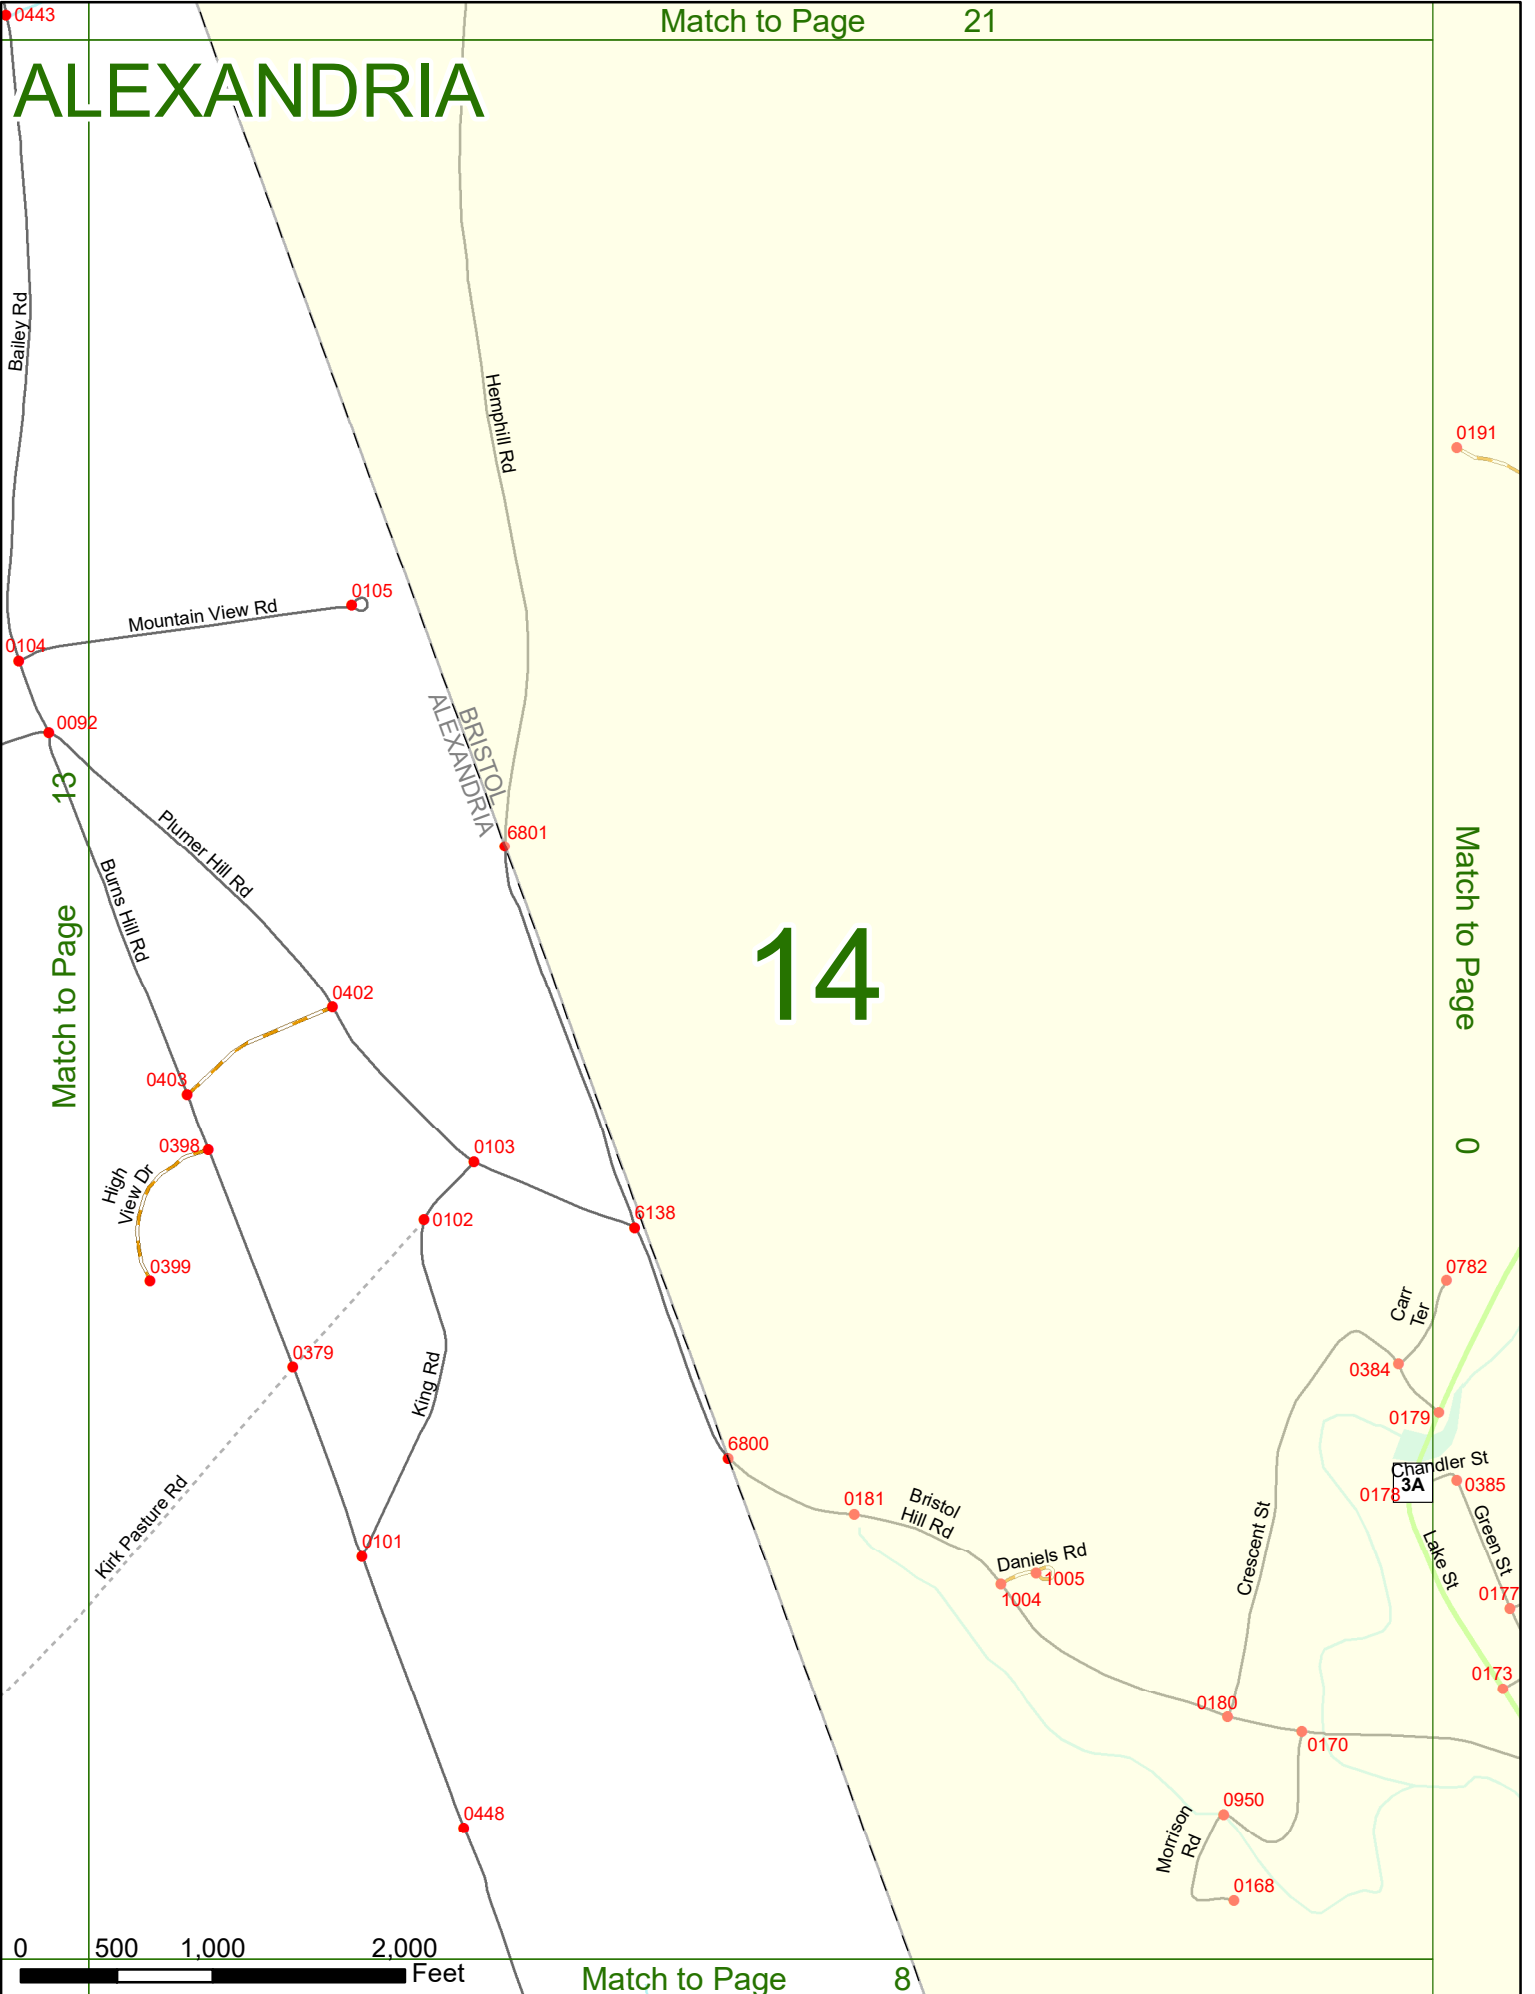 0443
Match to Page 21
ALEXANDRIA
Bailey Rd
Hemphill Rd
0191
0105
Mountain View Rd
0104
0092
BRISTOL
ALEXANDRIA
13
Match to Page
Plumer Hill Rd
6801
Burns Hill Rd
14
Match to Page
0
0402
0403
0398
0103
High
View Dr
0102
6138
0399
0782
Carr
Ter
0379
0384
King Rd
0179
6800
Chandler St
3A
0178
0385
Kirk Pasture Rd
0181
Bristol
Hill Rd
Crescent St
Green St
Lake St
0101
Daniels Rd
1005
1004
0177
0173
0180
0170
0950
Morrison
Rd
0448
0168
0 500 1,000 2,000
Feet
Match to Page 8